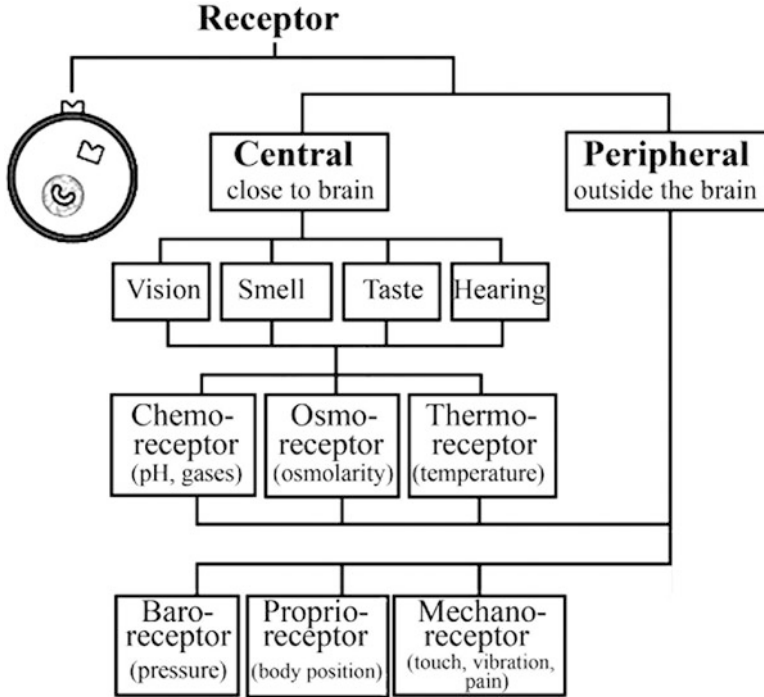 Receptor
Central
close to brain
Peripheral
outside the brain
Vision
Smell
Taste
Hearing
Chemo-
receptor
(pH, gases)
Osmo-
receptor
(osmolarity)
Thermo-
receptor
(temperature)
Baro-
receptor
(pressure)
Proprio-
receptor
(body position)
Mechano-
receptor
(touch, vibration,
pain)